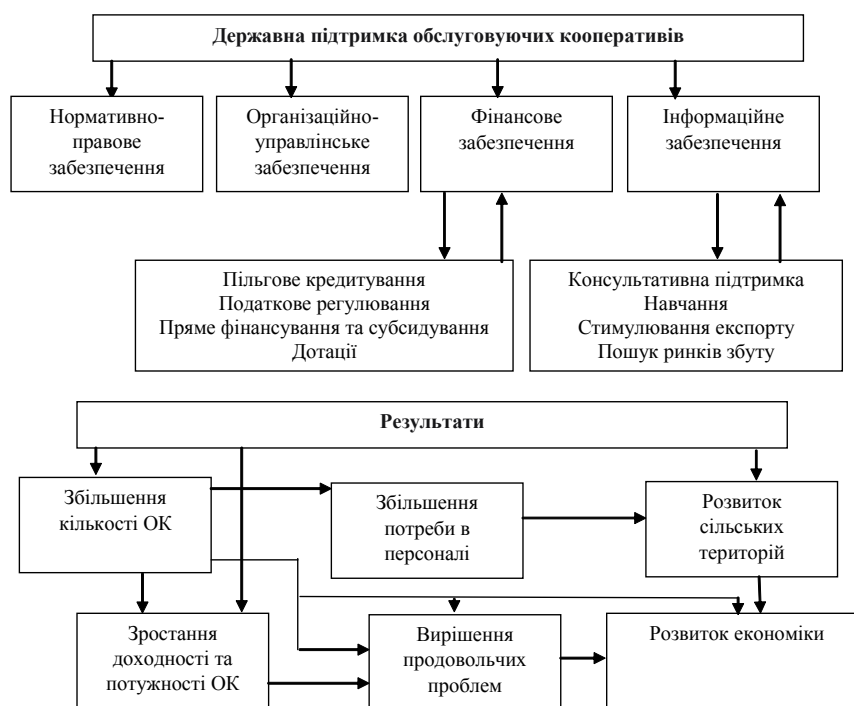 Державна підтримка обслуговуючих кооперативів
Нормативно-
правове
забезпечення
Організаційно-
управлінське
забезпечення
Фінансове
забезпечення
Інформаційне
забезпечення
Пільгове кредитування
Податкове регулювання
Пряме фінансування та субсидування
Дотації
Консультативна підтримка
Навчання
Стимулювання експорту
Пошук ринків збуту
Результати
Збільшення
кількості ОК
Збільшення
потреби в
персоналі
Розвиток
сільських
територій
Зростання
доходності та
потужності ОК
Вирішення
продовольчих
проблем
Розвиток економіки